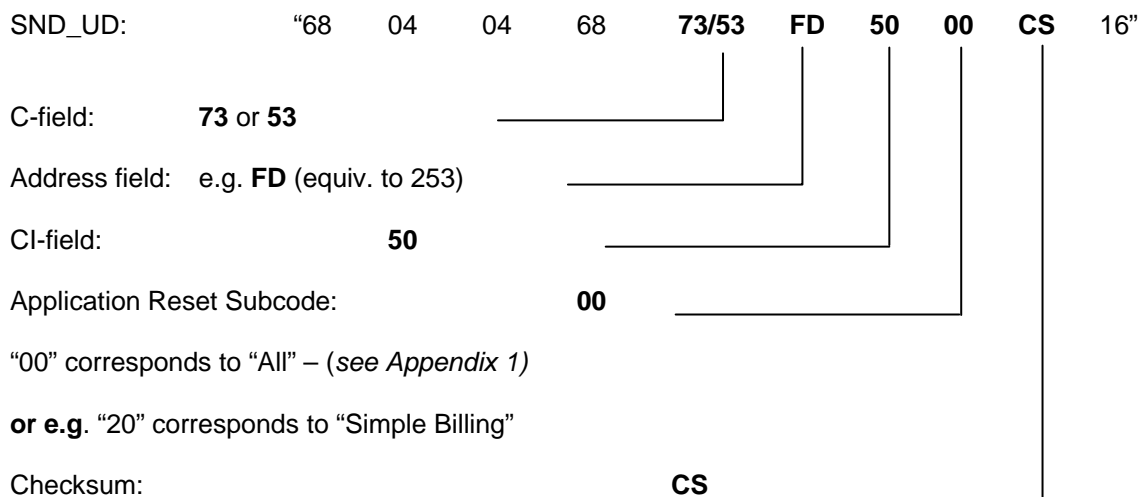 SND_UD: “68 04 04 68 73/53 FD 50 00 CS 16”
C-field: 73 or 53
Address field: e.g. FD (equiv. to 253)
CI-field: 50
Application Reset Subcode: 00
“00” corresponds to “All” – (see Appendix 1)
or e.g. “20” corresponds to “Simple Billing”
Checksum: CS